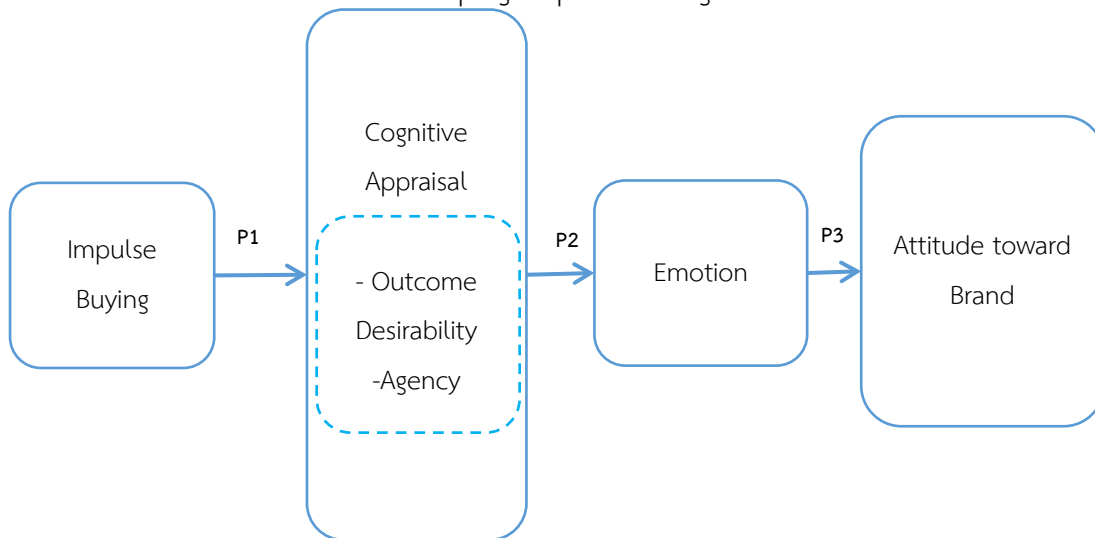 Cognitive
Appraisal
Impulse
Buying
P1
- Outcome
Desirability
-Agency
P2
Emotion
P3
Attitude toward
Brand